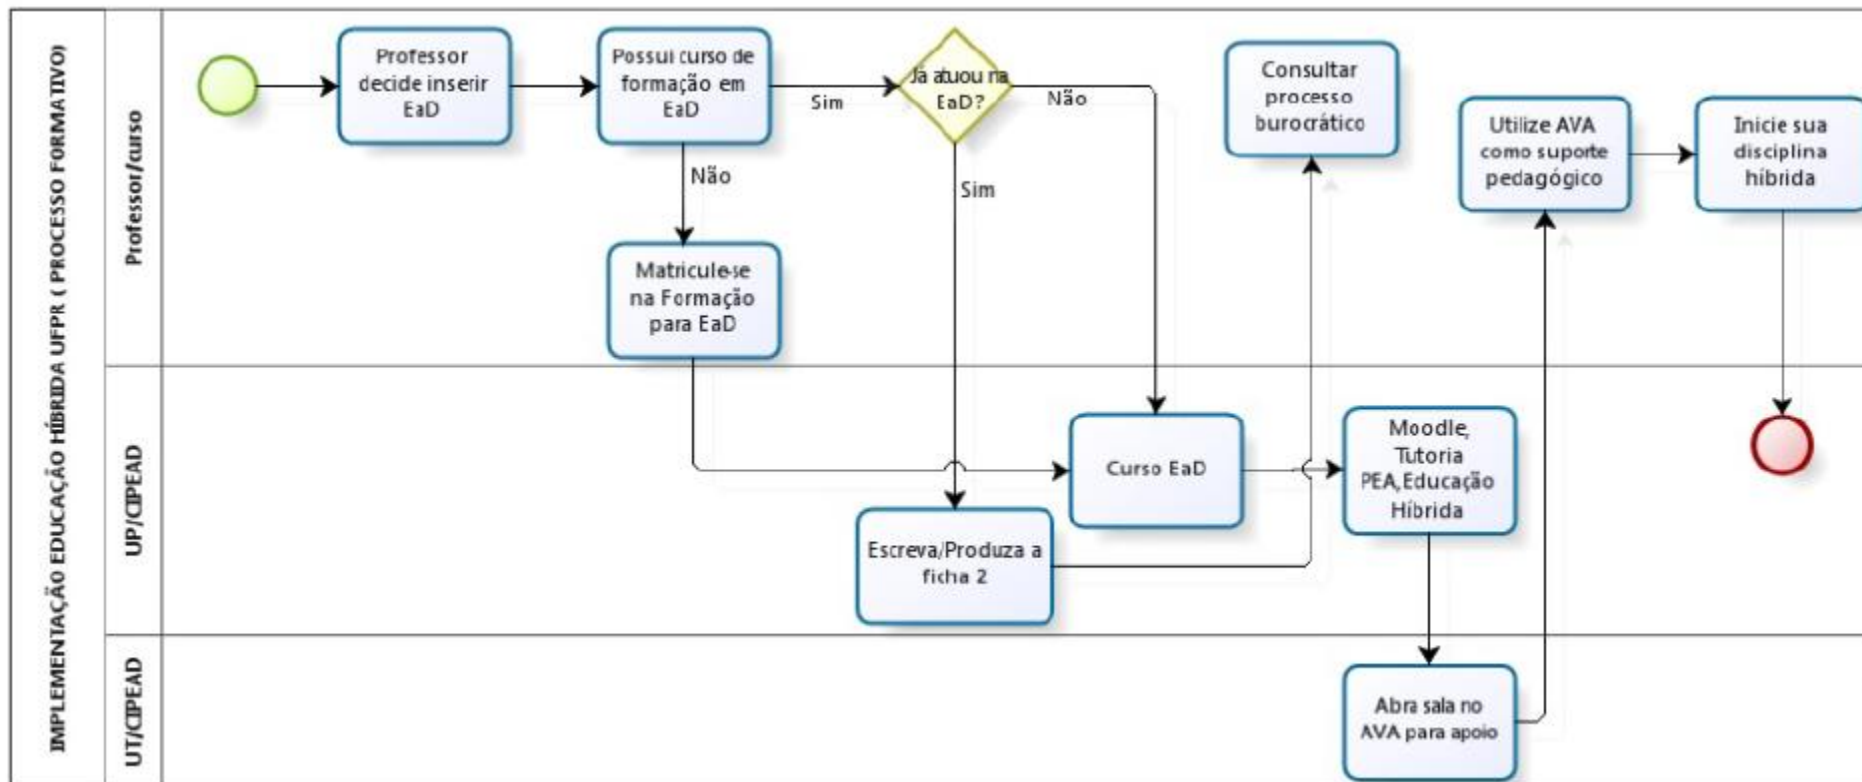 IMPLEMENTAÇÃO EDUCAÇÃO HÍBRIDA UFPR ( PROCESSO FORMATIVO)
Professor/curso
Professor
decide inserir
EaD
Possui curso de
formação em
EaD
Sim
Já atuou na
EaD?
Não
Consultar
processo
burocrático
Utilize AVA
como suporte
pedagógico
Inicie sua
disciplina
híbrida
Não
Sim
Matricule-se
na Formação
para EaD
UP/CIPEAD
Curso EaD
Moodle,
Tutoria
PEA,Educação
Híbrida
Escreva/Produza a
ficha 2
UT/CIPEAD
Abra sala no
AVA para apoio